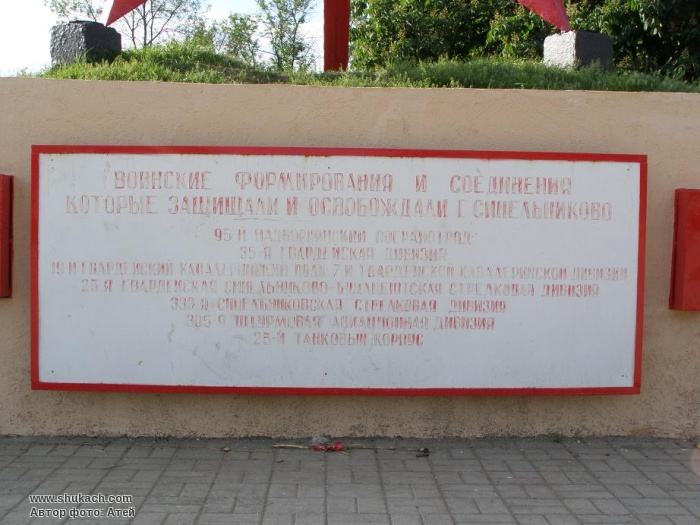 ВОИНСКИЕ ФОРМИРОВАНИЯ И СОЕДИНЕНИЯ
КОТОРЫЕ ЗАЩИЩАЛИ И ОСВОБОЖДАЛИ Г. СИНЕЛЬНИКОВО
95-Й НАДВОРНЯНСКИЙ ПОГРАНОТРЯД
35-Я ГВАРДЕЙСКАЯ ДИВИЗИЯ
19-Й ГВАРДЕЙСКИЙ КАВАЛЕРИЙСКИЙ ПОЛК 7-Й ГВАРДЕЙСКОЙ КАВАЛЕРИЙСКОЙ ДИВИЗИИ
25-Я ГВАРДЕЙСКАЯ СИНЕЛЬНИКОВО-БУДАПЕШТСКАЯ СТРЕЛКОВАЯ ДИВИЗИЯ
333-Я СИНЕЛЬНИКОВСКАЯ СТРЕЛКОВАЯ ДИВИЗИЯ
305-Я ШТУРМОВАЯ АВИАЦИОННАЯ ДИВИЗИЯ
25-Й ТАНКОВЫЙ КОРПУС
www.shukach.com
Автор фото: Атей